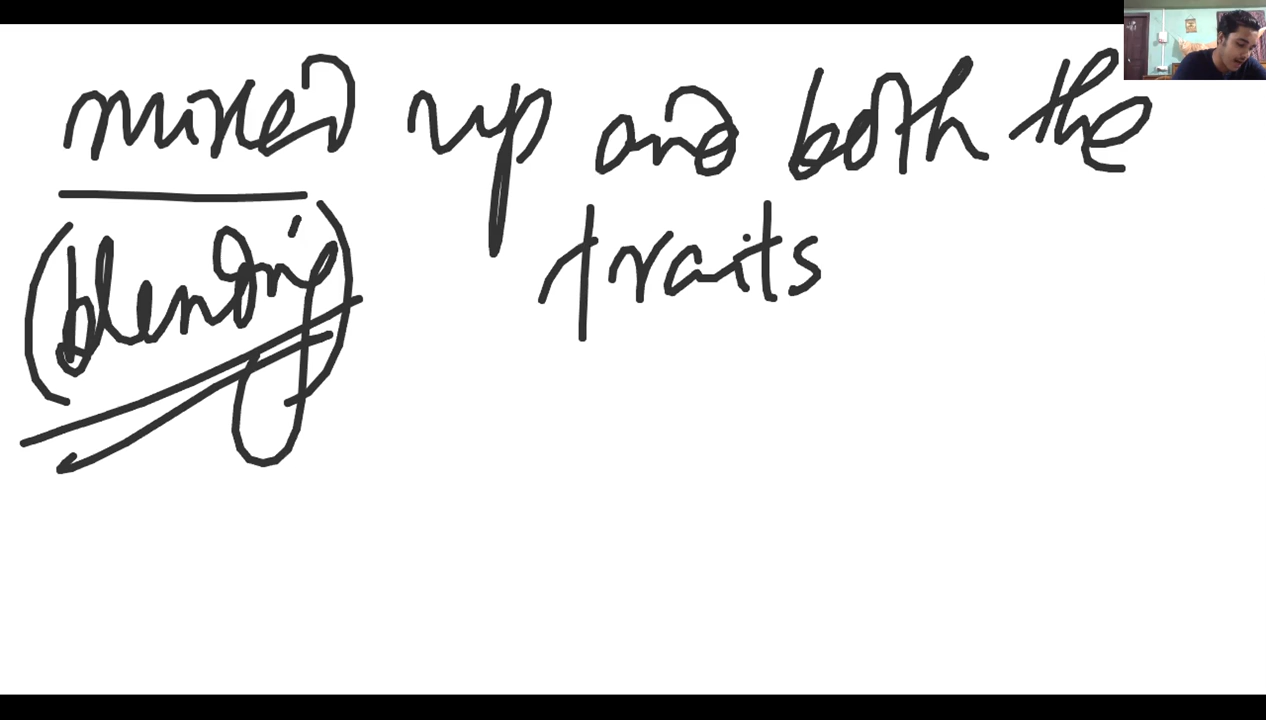 mixed up and both the
(blending) traits